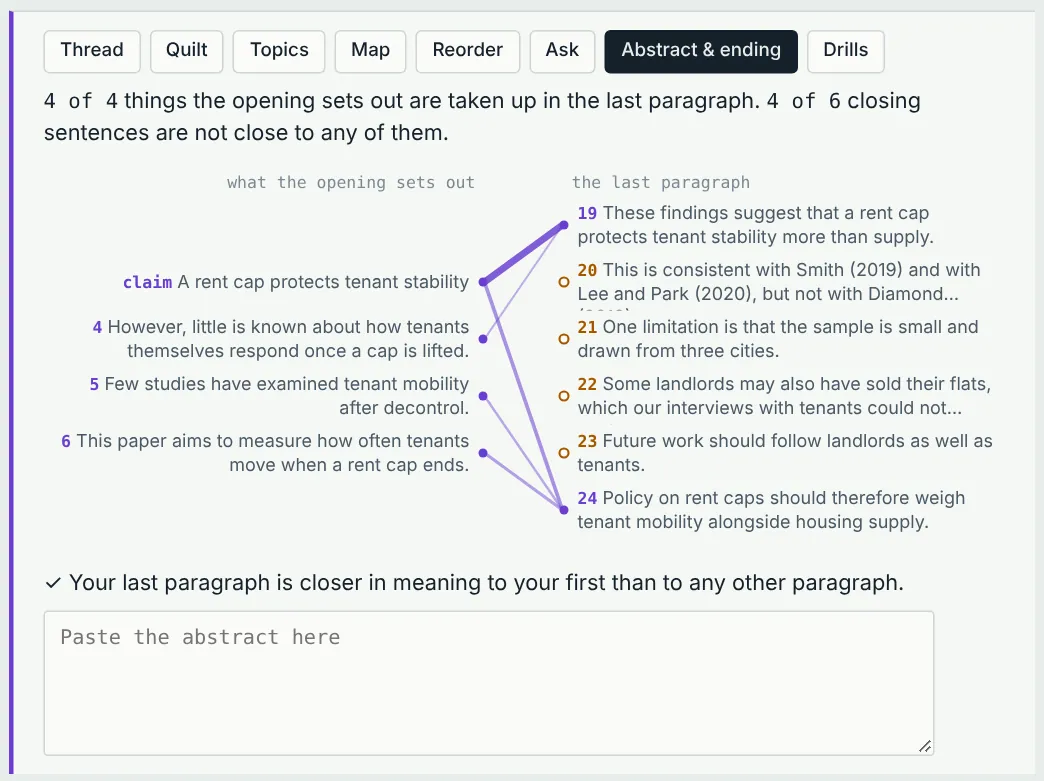 Thread Quilt Topics Map Reorder Ask Abstract & ending Drills
4 of 4 things the opening sets out are taken up in the last paragraph. 4 of 6 closing
sentences are not close to any of them.
what the opening sets out
claim A rent cap protects tenant stability
4 However, little is known about how tenants
themselves respond once a cap is lifted.
5 Few studies have examined tenant mobility
after decontrol.
6 This paper aims to measure how often tenants
move when a rent cap ends.
the last paragraph
19 These findings suggest that a rent cap
protects tenant stability more than supply.
20 This is consistent with Smith (2019) and with
Lee and Park (2020), but not with Diamond...
21 One limitation is that the sample is small and
drawn from three cities.
22 Some landlords may also have sold their flats,
which our interviews with tenants could not...
23 Future work should follow landlords as well as
tenants.
24 Policy on rent caps should therefore weigh
tenant mobility alongside housing supply.
✓ Your last paragraph is closer in meaning to your first than to any other paragraph.
Paste the abstract here